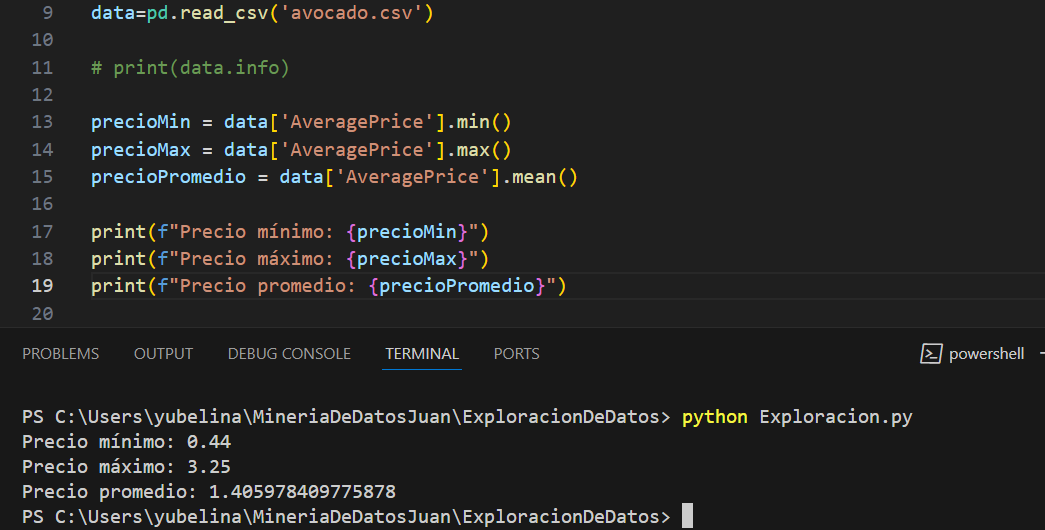 9 data=pd.read_csv('avocado.csv')
10
11 # print(data.info)
12
13 precioMin = data['AveragePrice'].min()
14 precioMax = data['AveragePrice'].max()
15 precioPromedio = data['AveragePrice'].mean()
16
17 print(f"Precio mínimo: {precioMin}")
18 print(f"Precio máximo: {precioMax}")
19 print(f"Precio promedio: {precioPromedio}")
20
PROBLEMS OUTPUT DEBUG CONSOLE TERMINAL PORTS powershell
PS C:\Users\yubelina\MineriaDeDatosJuan\ExploracionDeDatos> python Exploracion.py
Precio mínimo: 0.44
Precio máximo: 3.25
Precio promedio: 1.405978409775878
PS C:\Users\yubelina\MineriaDeDatosJuan\ExploracionDeDatos>